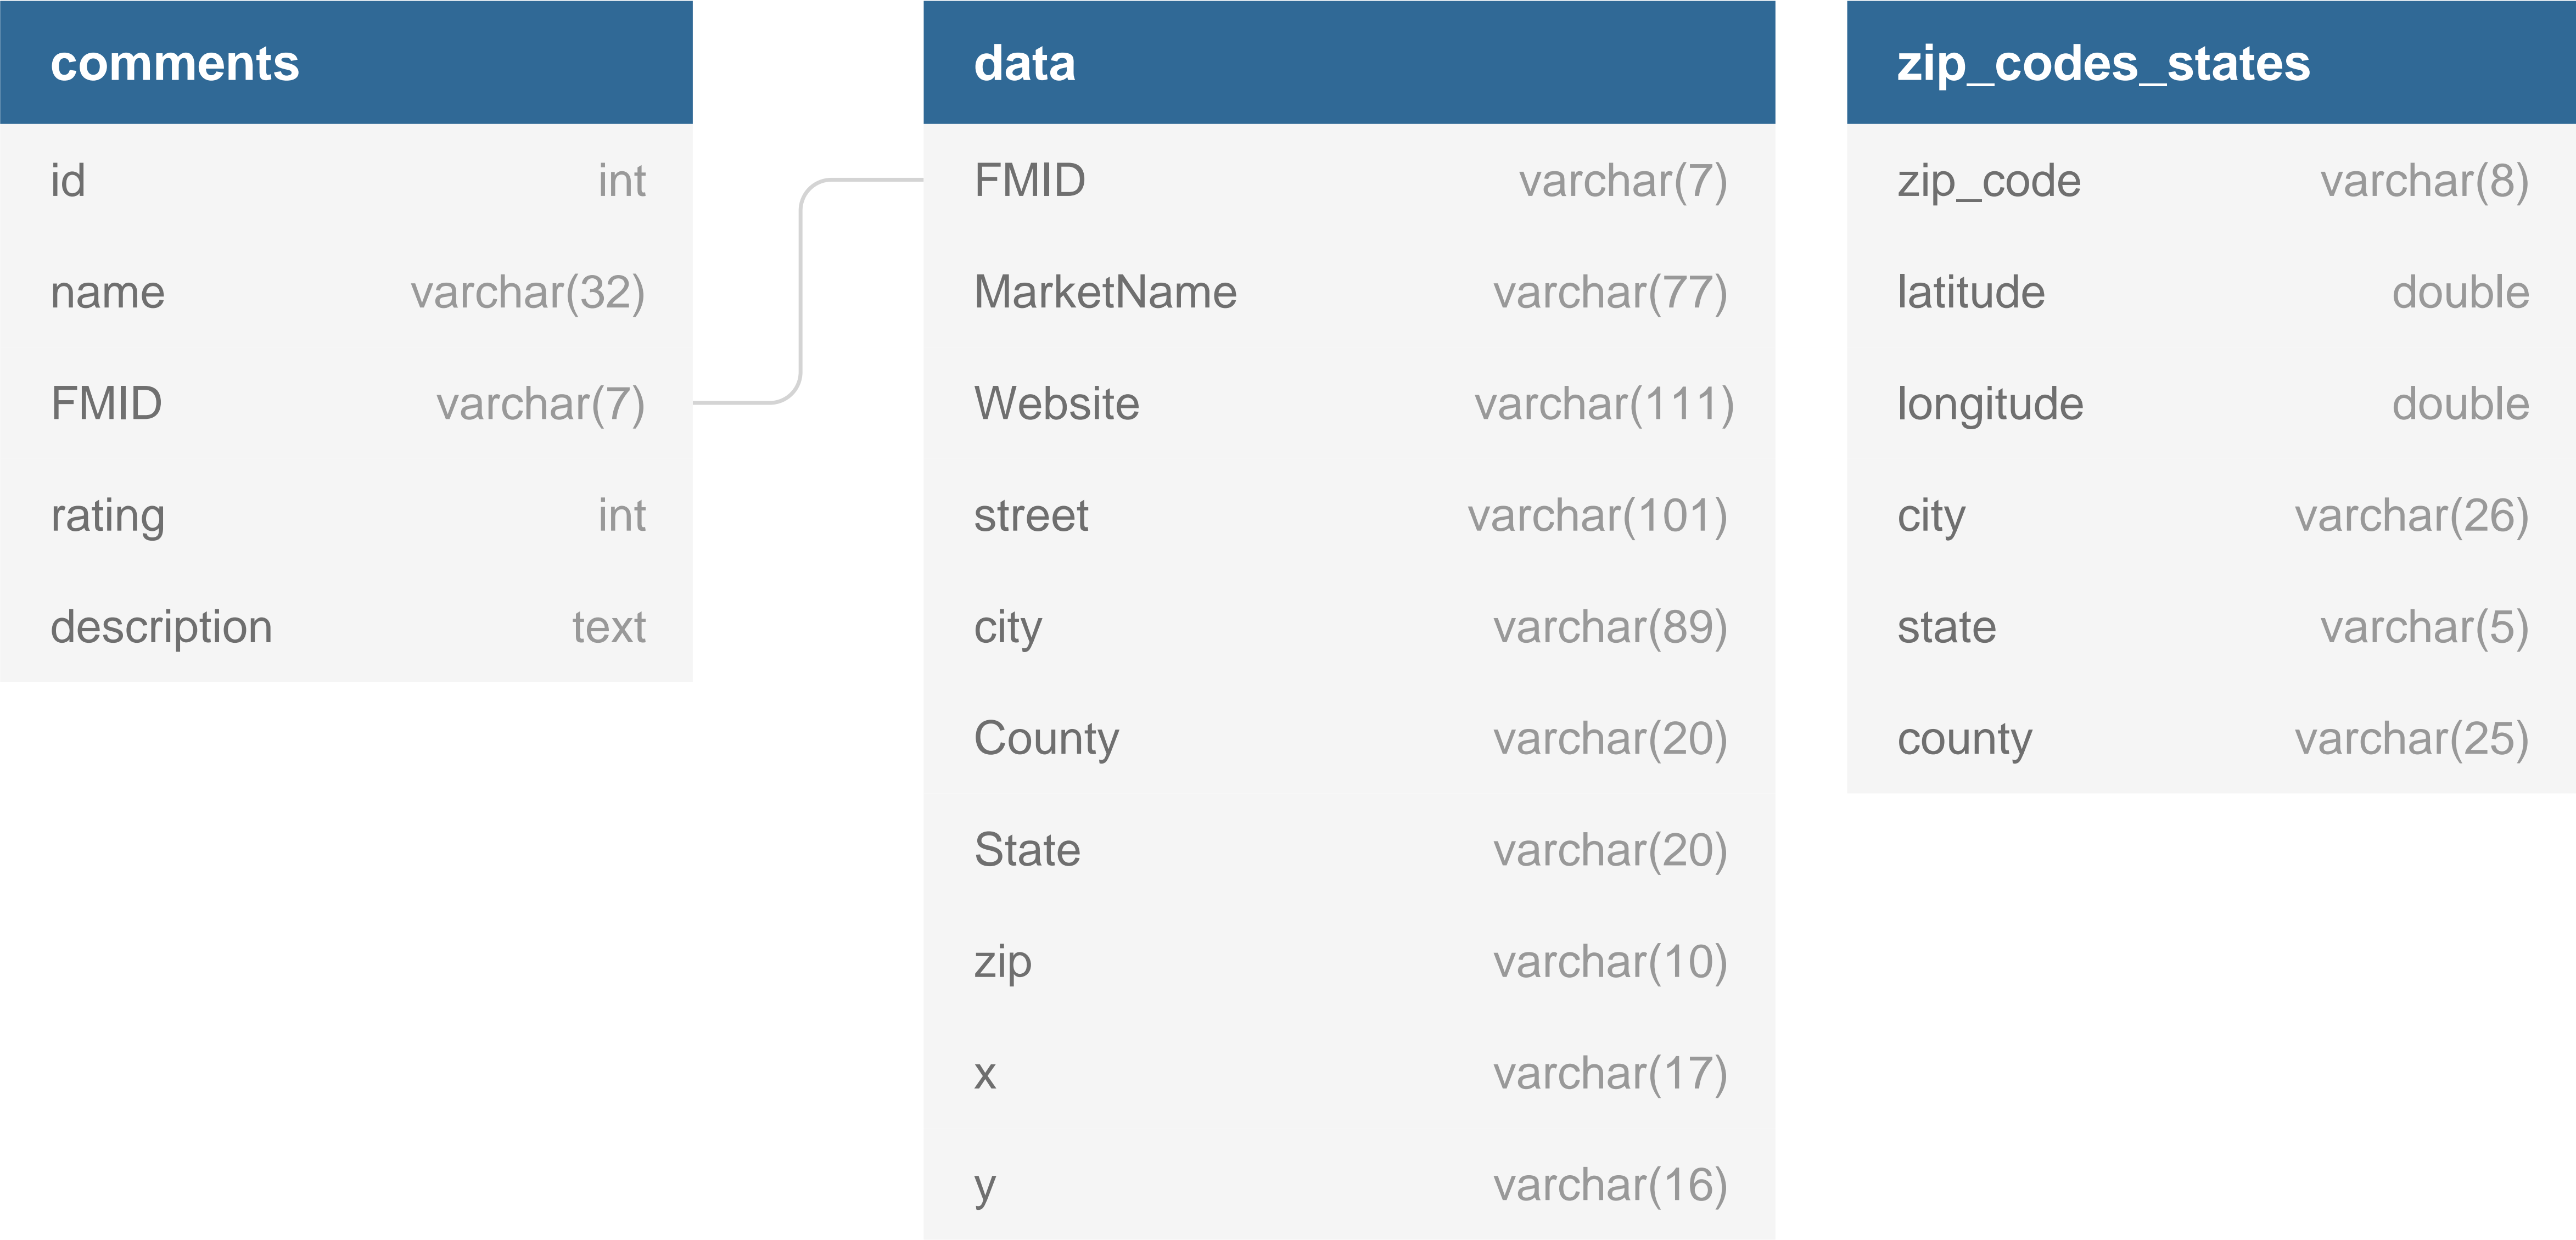 comments
id int
name varchar(32)
FMID varchar(7)
rating int
description text
data
FMID varchar(7)
MarketName varchar(77)
Website varchar(111)
street varchar(101)
city varchar(89)
County varchar(20)
State varchar(20)
zip varchar(10)
x varchar(17)
y varchar(16)
zip_codes_states
zip_code varchar(8)
latitude double
longitude double
city varchar(26)
state varchar(5)
county varchar(25)